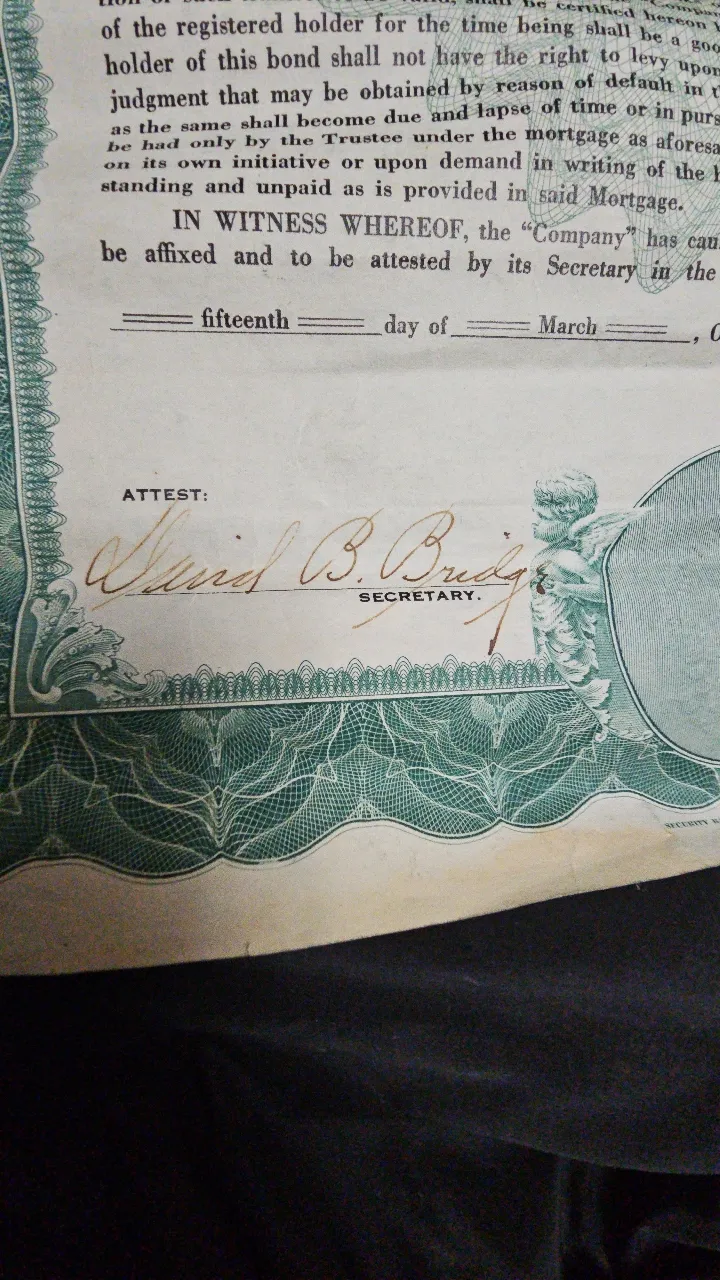 of the registered holder for the time being shall be a
holder of this bond shall not have the right to levy upon
judgment that may be obtained by reason of default in
as the same shall become due and lapse of time or in
be had only by the Trustee under the mortgage as
on its own initiative or upon demand in writing of the
standing and unpaid as is provided in said Mortgage.
IN WITNESS WHEREOF, the “Company” has
be affixed and to be attested by its Secretary in the
fifteenth day of March,
ATTEST:
David B. Bridge
SECRETARY.
SECURITY